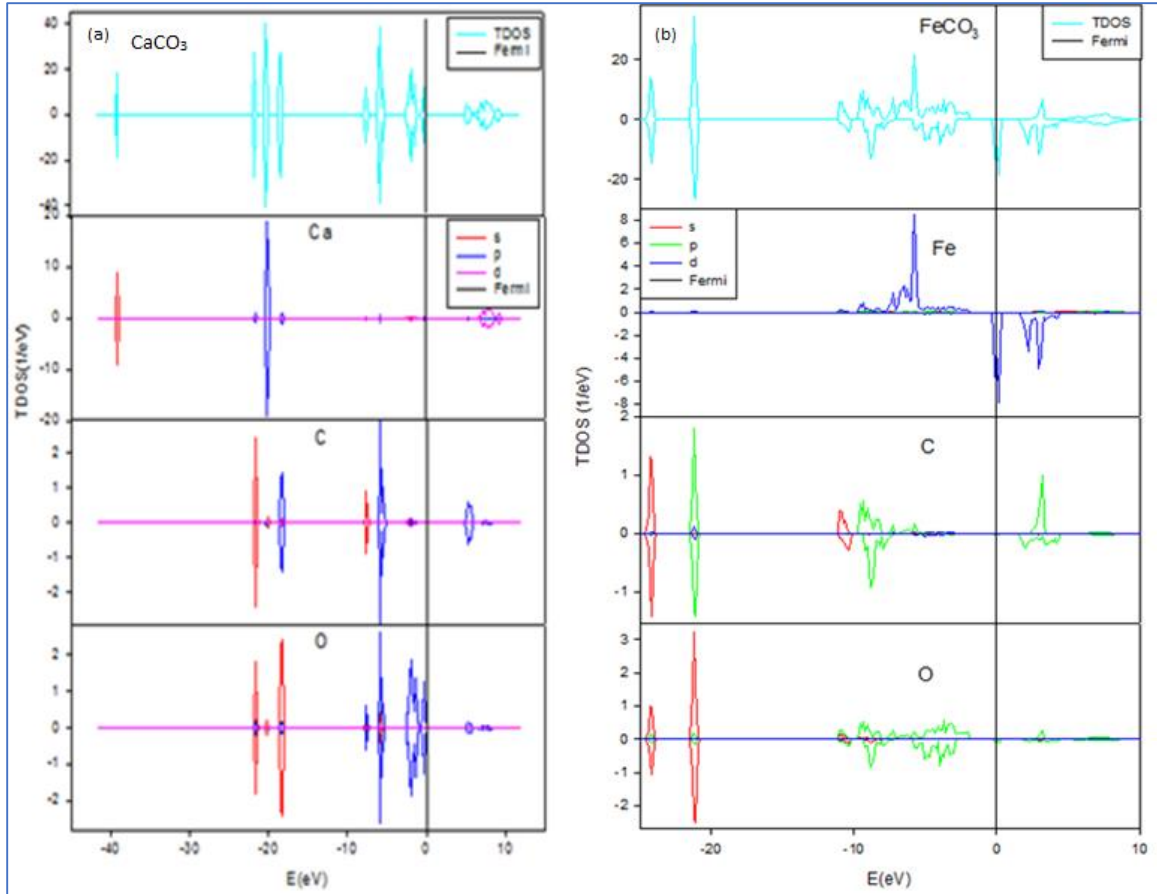 (a) CaCO₃
TDOS
Fermi
40
20
0
-20
-40
Ca
s
p
d
Fermi
20
10
0
-10
-20
C
2
1
0
-1
-2
O
2
1
0
-1
-2
TDOS(1/eV)
-40 -30 -20 -10 0 10
E(eV)
(b) FeCO₃
TDOS
Fermi
20
0
-20
Fe
s
p
d
Fermi
8
6
4
2
0
-2
-4
-6
-8
C
2
1
0
-1
O
3
2
1
0
-1
-2
TDOS (1/eV)
-20 -10 0 10
E(eV)